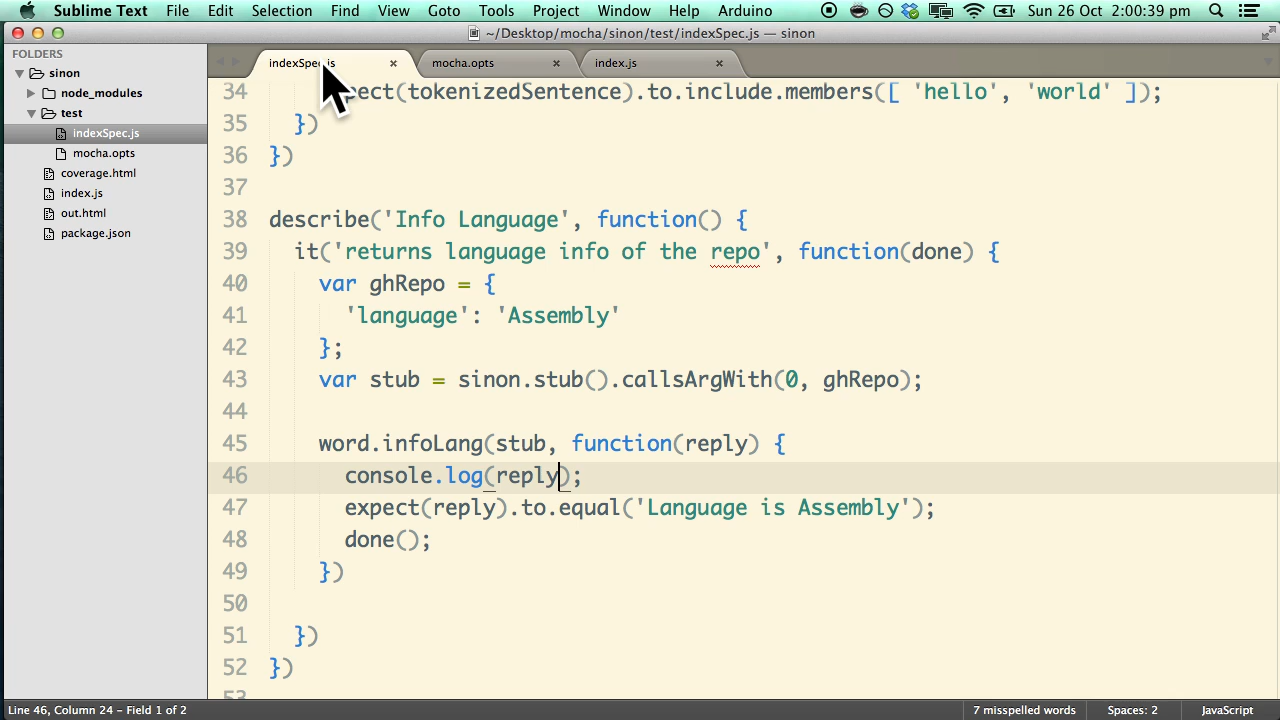 Sublime Text File Edit Selection Find View Goto Tools Project Window Help Arduino Sun 26 Oct 2:00:39 pm
~/Desktop/mocha/sinon/test/indexSpec.js — sinon
FOLDERS
sinon
node_modules
test
indexSpec.js
mocha.opts
coverage.html
index.js
out.html
package.json
indexSpec.js × mocha.opts × index.js ×
34 pect(tokenizedSentence).to.include.members([ 'hello', 'world' ]);
35 })
36 })
37
38 describe('Info Language', function() {
39 it('returns language info of the repo', function(done) {
40 var ghRepo = {
41 'language': 'Assembly'
42 };
43 var stub = sinon.stub().callsArgWith(0, ghRepo);
44
45 word.infoLang(stub, function(reply) {
46 console.log(reply);
47 expect(reply).to.equal('Language is Assembly');
48 done();
49 })
50
51 })
52 })
53
Line 46, Column 24 – Field 1 of 2 7 misspelled words Spaces: 2 JavaScript